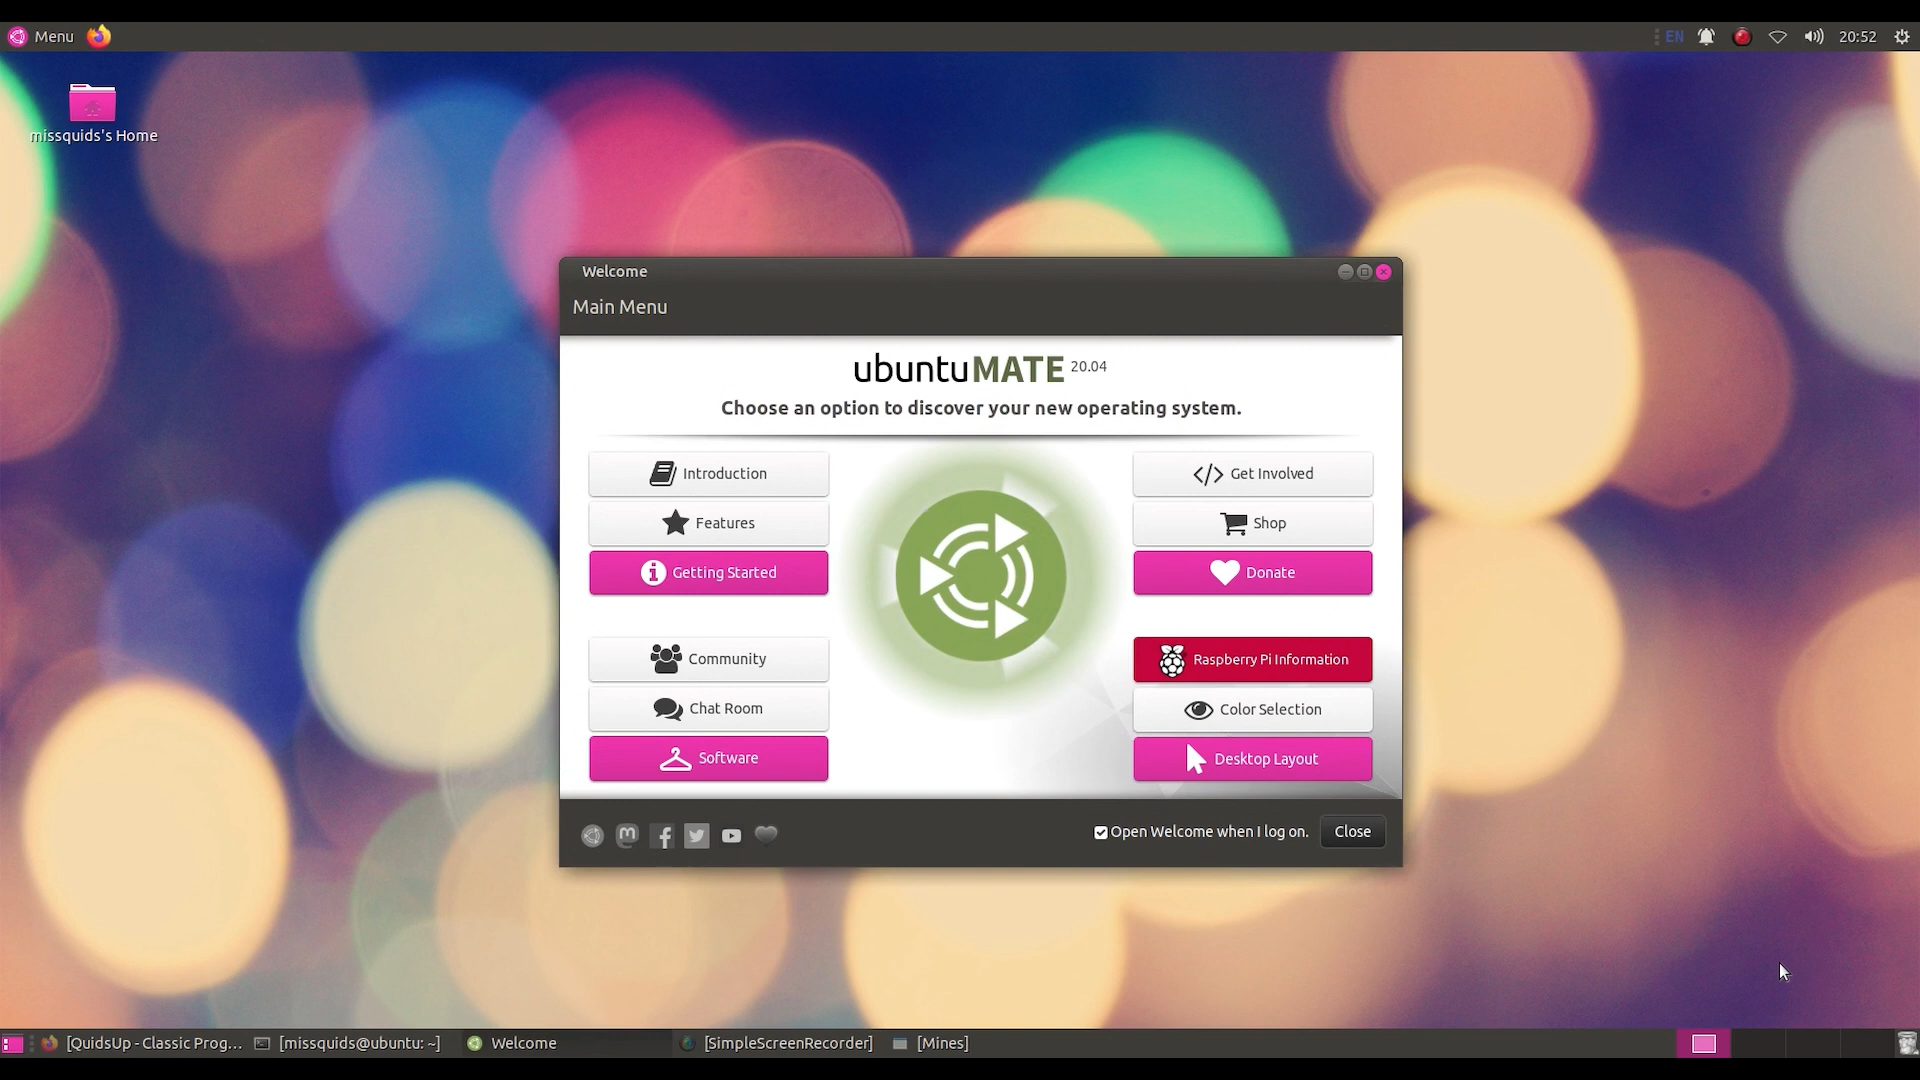 Menu
EN
20:52
missquids's Home
Welcome
Main Menu
ubuntuMATE 20.04
Choose an option to discover your new operating system.
Introduction
Features
Getting Started
Community
Chat Room
Software
Get Involved
Shop
Donate
Raspberry Pi Information
Color Selection
Desktop Layout
Open Welcome when I log on.
Close
[QuidsUp - Classic Prog...
[missquids@ubuntu: ~]
Welcome
[SimpleScreenRecorder]
[Mines]